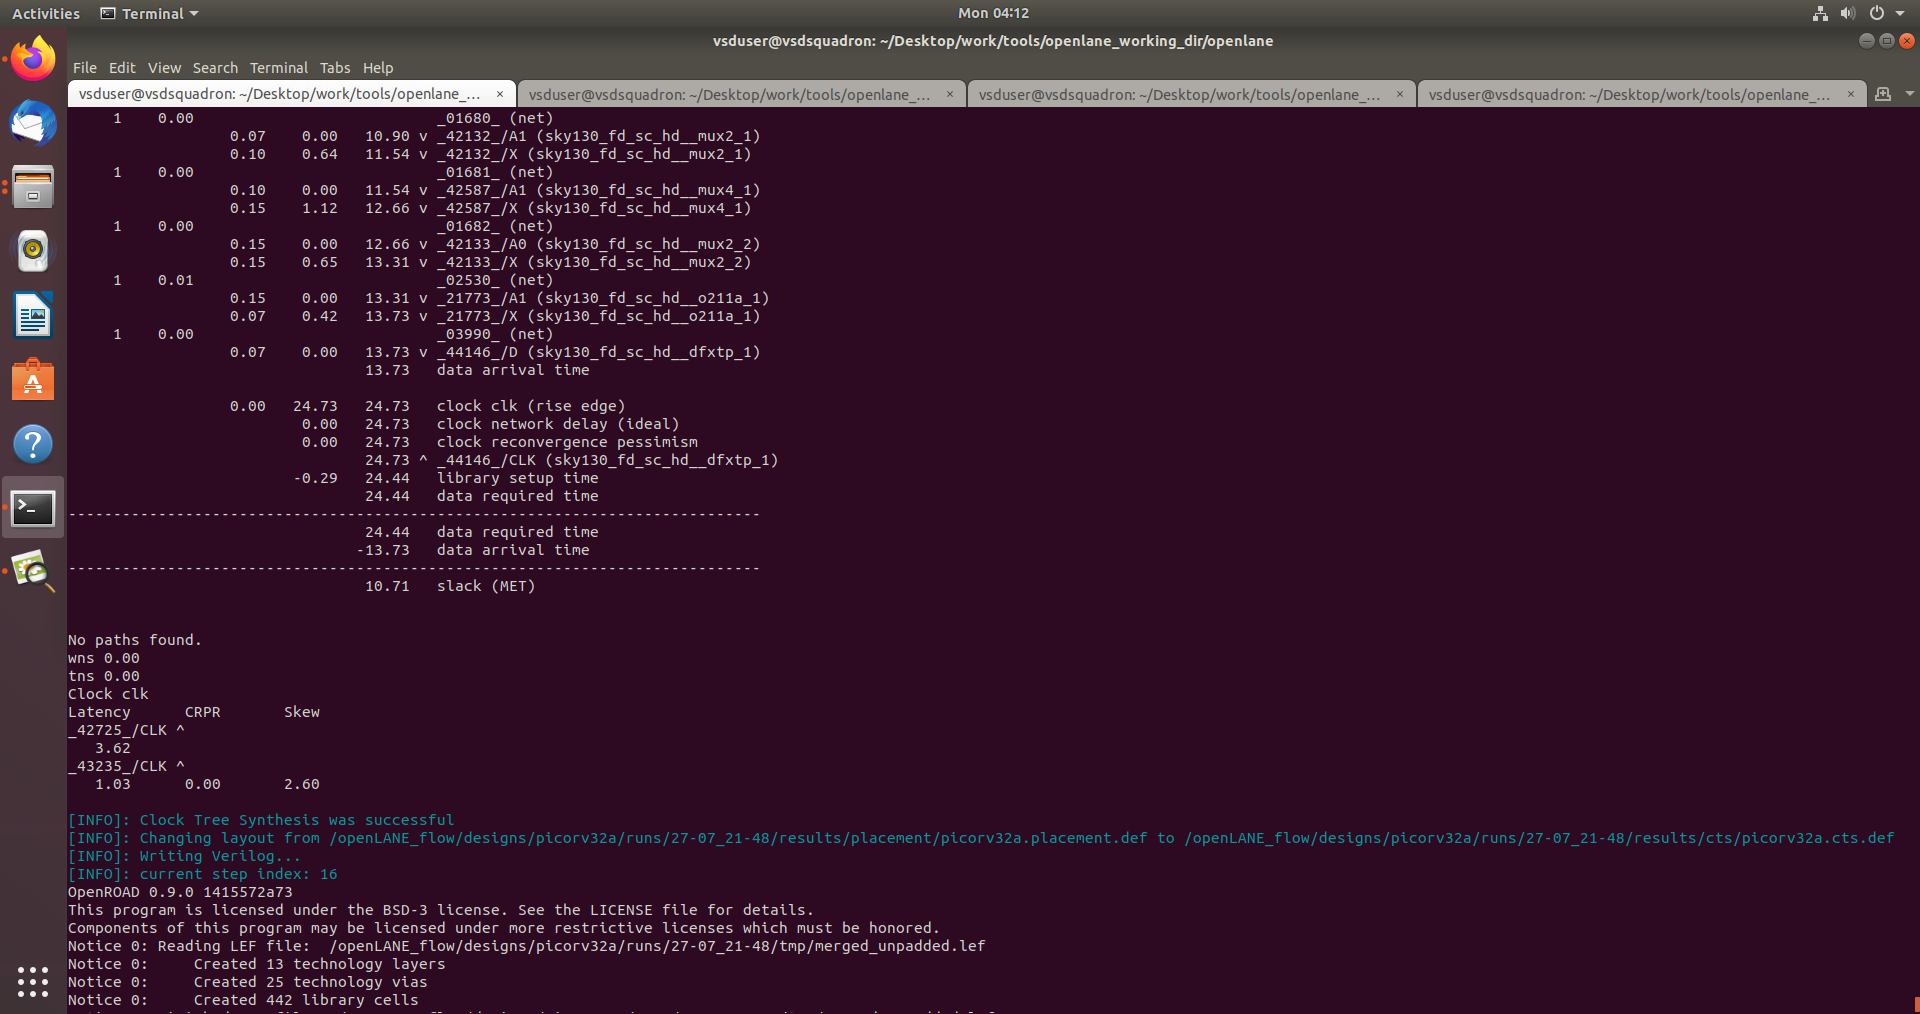 Activities Terminal Mon 04:12
vsduser@vsdsquadron: ~/Desktop/work/tools/openlane_working_dir/openlane
File Edit View Search Terminal Tabs Help
vsduser@vsdsquadron: ~/Desktop/work/tools/openlane_... × vsduser@vsdsquadron: ~/Desktop/work/tools/openlane_... × vsduser@vsdsquadron: ~/Desktop/work/tools/openlane_... × vsduser@vsdsquadron: ~/Desktop/work/tools/openlane_... ×
1 0.00 _01680_ (net)
0.07 0.00 10.90 v _42132_/A1 (sky130_fd_sc_hd__mux2_1)
0.10 0.64 11.54 v _42132_/X (sky130_fd_sc_hd__mux2_1)
1 0.00 _01681_ (net)
0.10 0.00 11.54 v _42587_/A1 (sky130_fd_sc_hd__mux4_1)
0.15 1.12 12.66 v _42587_/X (sky130_fd_sc_hd__mux4_1)
1 0.00 _01682_ (net)
0.15 0.00 12.66 v _42133_/A0 (sky130_fd_sc_hd__mux2_2)
0.15 0.65 13.31 v _42133_/X (sky130_fd_sc_hd__mux2_2)
1 0.01 _02530_ (net)
0.15 0.00 13.31 v _21773_/A1 (sky130_fd_sc_hd__o211a_1)
0.07 0.42 13.73 v _21773_/X (sky130_fd_sc_hd__o211a_1)
1 0.00 _03990_ (net)
0.07 0.00 13.73 v _44146_/D (sky130_fd_sc_hd__dfxtp_1)
13.73 data arrival time
0.00 24.73 24.73 clock clk (rise edge)
0.00 24.73 clock network delay (ideal)
0.00 24.73 clock reconvergence pessimism
24.73 ^ _44146_/CLK (sky130_fd_sc_hd__dfxtp_1)
-0.29 24.44 library setup time
24.44 data required time
-----------------------------------------------------------------------------
24.44 data required time
-13.73 data arrival time
-----------------------------------------------------------------------------
10.71 slack (MET)
No paths found.
wns 0.00
tns 0.00
Clock clk
Latency CRPR Skew
_42725_/CLK ^
3.62
_43235_/CLK ^
1.03 0.00 2.60
[INFO]: Clock Tree Synthesis was successful
[INFO]: Changing layout from /openLANE_flow/designs/picorv32a/runs/27-07_21-48/results/placement/picorv32a.placement.def to /openLANE_flow/designs/picorv32a/runs/27-07_21-48/results/cts/picorv32a.cts.def
[INFO]: Writing Verilog...
[INFO]: current step index: 16
OpenROAD 0.9.0 1415572a73
This program is licensed under the BSD-3 license. See the LICENSE file for details.
Components of this program may be licensed under more restrictive licenses which must be honored.
Notice 0: Reading LEF file:  /openLANE_flow/designs/picorv32a/runs/27-07_21-48/tmp/merged_unpadded.lef
Notice 0:     Created 13 technology layers
Notice 0:     Created 25 technology vias
Notice 0:     Created 442 library cells